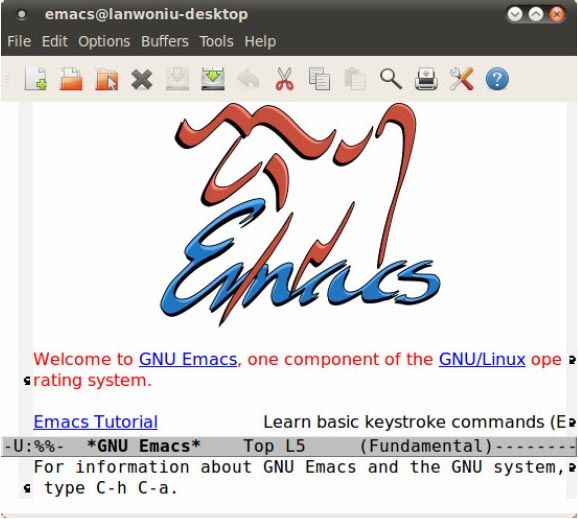 emacs@lanwoniu-desktop
File Edit Options Buffers Tools Help
Emacs
Welcome to GNU Emacs, one component of the GNU/Linux ope
rating system.
Emacs Tutorial Learn basic keystroke commands (E
-U:%%- *GNU Emacs* Top L5 (Fundamental)--------
For information about GNU Emacs and the GNU system,
type C-h C-a.